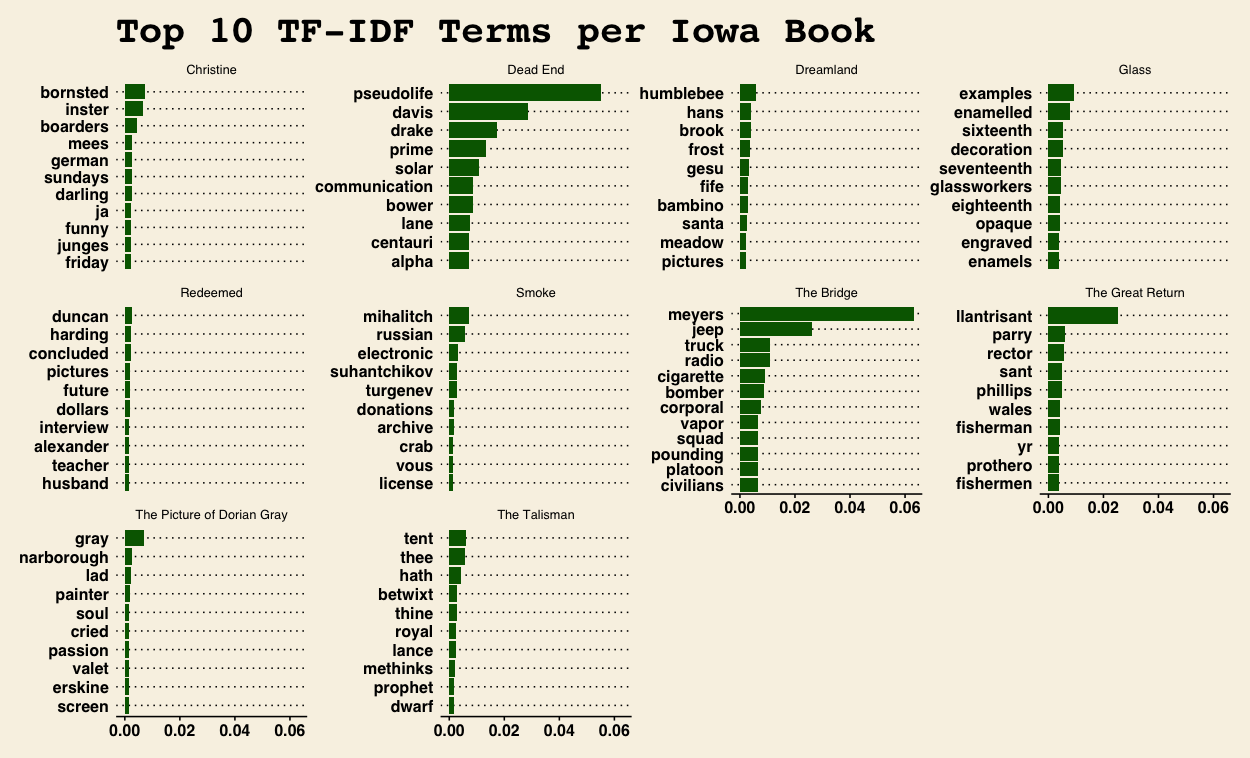 Top 10 TF-IDF Terms per Iowa Book
Christine
bornsted
inster
boarders
mees
german
sundays
darling
ja
funny
junges
friday
Dead End
pseudolife
davis
drake
prime
solar
communication
bower
lane
centauri
alpha
Dreamland
humblebee
hans
brook
frost
gesu
fife
bambino
santa
meadow
pictures
Glass
examples
enamelled
sixteenth
decoration
seventeenth
glassworkers
eighteenth
opaque
engraved
enamels
Redeemed
duncan
harding
concluded
pictures
future
dollars
interview
alexander
teacher
husband
Smoke
mihalitch
russian
electronic
suhantchikov
turgenev
donations
archive
crab
vous
license
The Bridge
meyers
jeep
truck
radio
cigarette
bomber
corporal
vapor
squad
pounding
platoon
civilians
0.00 0.02 0.04 0.06
The Great Return
llantrisant
parry
rector
sant
phillips
wales
fisherman
yr
prothero
fishermen
0.00 0.02 0.04 0.06
The Picture of Dorian Gray
gray
narborough
lad
painter
soul
cried
passion
valet
erskine
screen
0.00 0.02 0.04 0.06
The Talisman
tent
thee
hath
betwixt
thine
royal
lance
methinks
prophet
dwarf
0.00 0.02 0.04 0.06